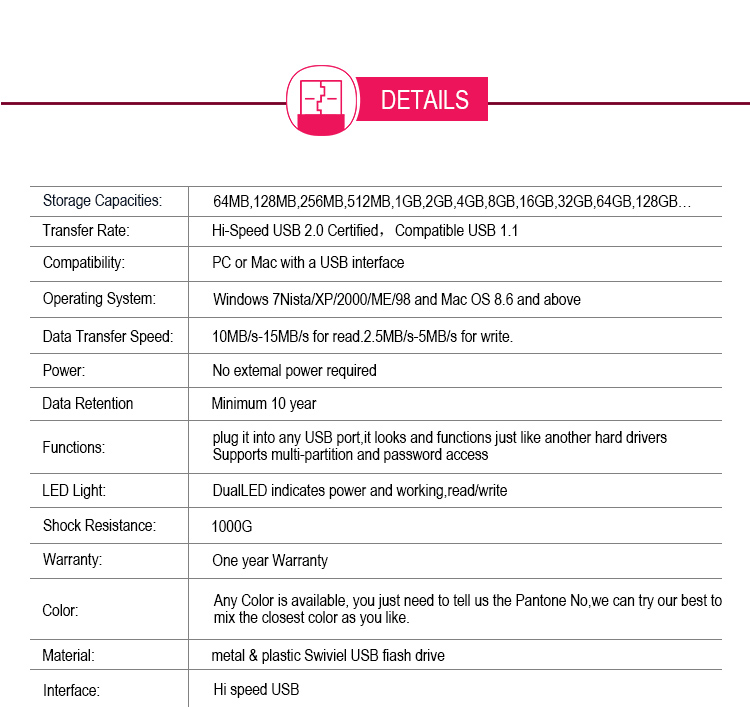 DETAILS
Storage Capacities: 64MB,128MB,256MB,512MB,1GB,2GB,4GB,8GB,16GB,32GB,64GB,128GB...
Transfer Rate: Hi-Speed USB 2.0 Certified，Compatible USB 1.1
Compatibility: PC or Mac with a USB interface
Operating System: Windows 7Nista/XP/2000/ME/98 and Mac OS 8.6 and above
Data Transfer Speed: 10MB/s-15MB/s for read.2.5MB/s-5MB/s for write.
Power: No extemal power required
Data Retention Minimum 10 year
Functions: plug it into any USB port,it looks and functions just like another hard drivers
Supports multi-partition and password access
LED Light: DualLED indicates power and working,read/write
Shock Resistance: 1000G
Warranty: One year Warranty
Color: Any Color is available, you just need to tell us the Pantone No,we can try our best to
mix the closest color as you like.
Material: metal & plastic Swiviel USB fiash drive
Interface: Hi speed USB